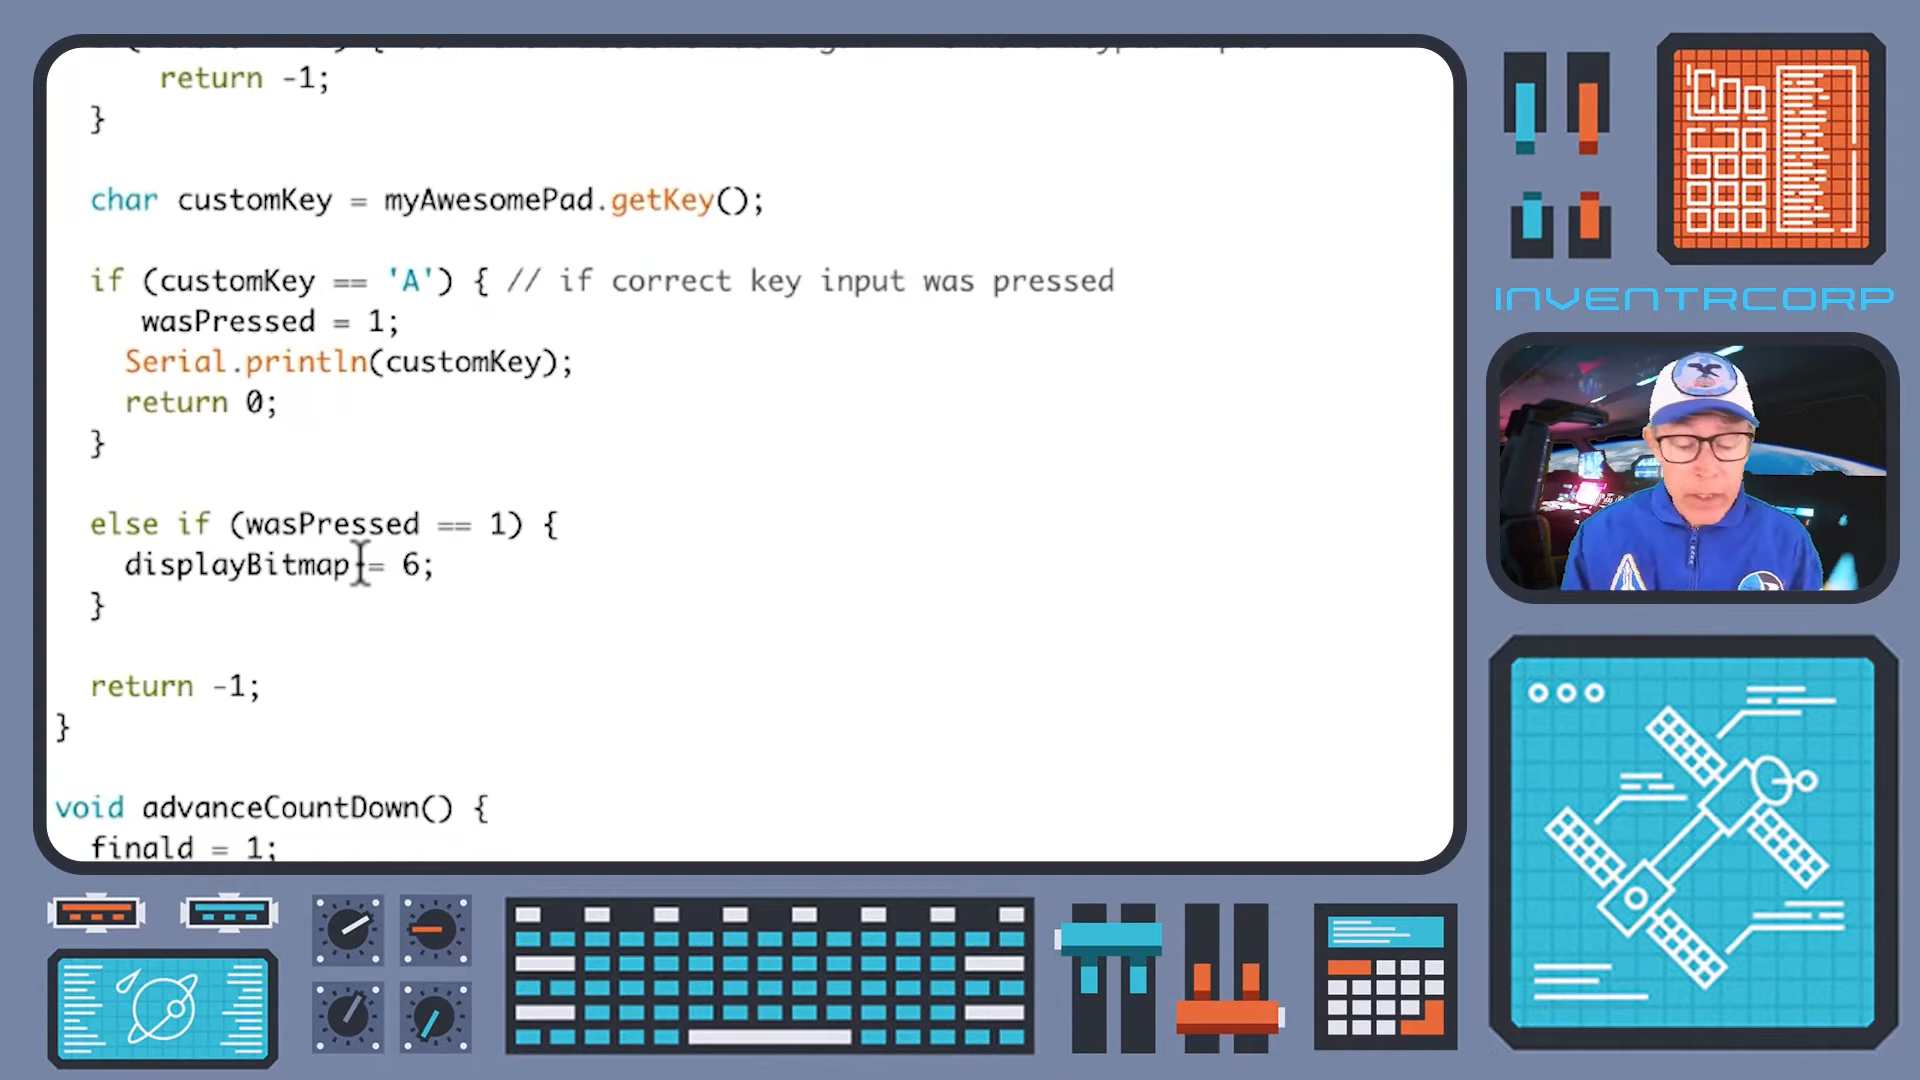 return -1;
}
char customKey = myAwesomePad.getKey();
if (customKey == 'A') { // if correct key input was pressed
wasPressed = 1;
Serial.println(customKey);
return 0;
}
else if (wasPressed == 1) {
displayBitmap = 6;
}
return -1;
}
void advanceCountDown() {
finald = 1;
INVENTRCORP